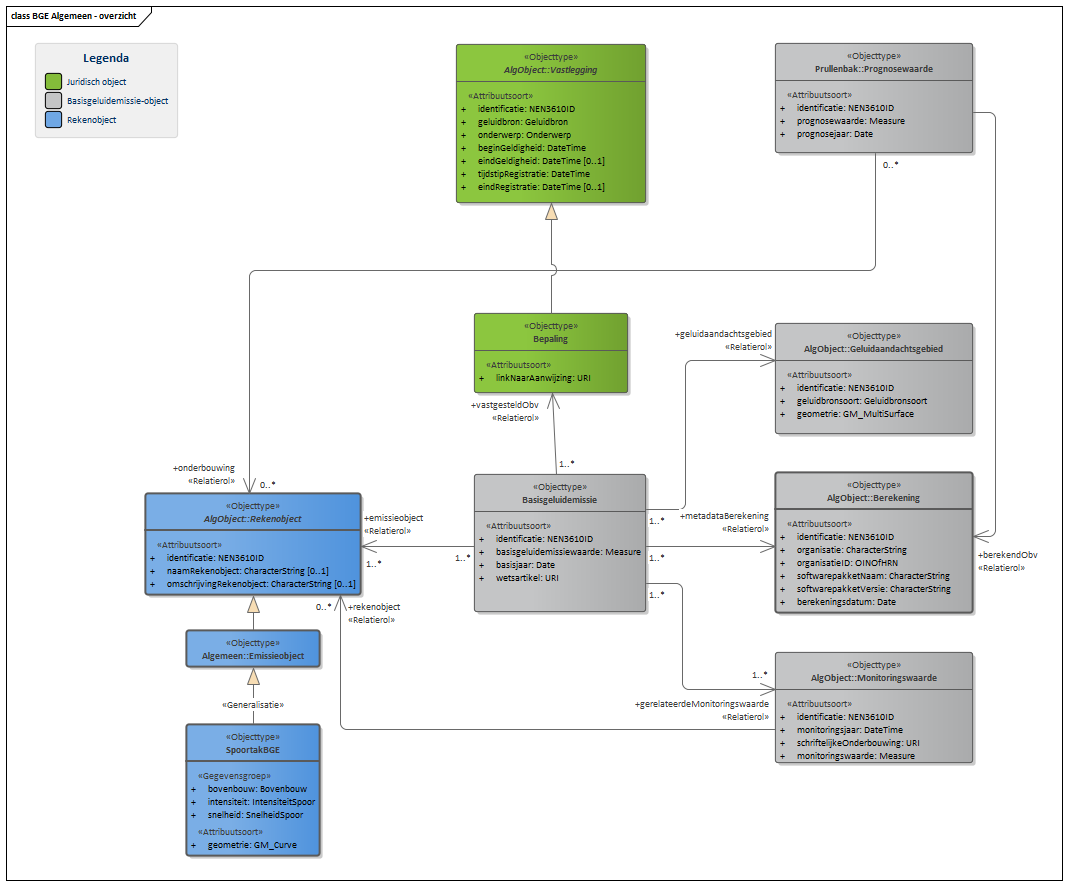 class BGE Algemeen - overzicht
Legenda
Juridisch object
Basisgeluidemissie-object
Rekenobject
«Objecttype»
AlgObject::Vastlegging
«Attribuutsoort»
+ identificatie: NEN3610ID
+ geluidbron: Geluidbron
+ onderwerp: Onderwerp
+ beginGeldigheid: DateTime
+ eindGeldigheid: DateTime [0..1]
+ tijdstipRegistratie: DateTime
+ eindRegistratie: DateTime [0..1]
«Objecttype»
Prullenbak::Prognosewaarde
«Attribuutsoort»
+ identificatie: NEN3610ID
+ prognosewaarde: Measure
+ prognosejaar: Date
0..*
«Objecttype»
Bepaling
«Attribuutsoort»
+ linkNaarAanwijzing: URI
+vastgesteldObv
«Relatierol»
1..*
+geluidaandachtsgebied
«Relatierol»
«Objecttype»
AlgObject::Geluidaandachtsgebied
«Attribuutsoort»
+ identificatie: NEN3610ID
+ geluidbronsoort: Geluidbronsoort
+ geometrie: GM_MultiSurface
+onderbouwing
«Relatierol»
0..*
«Objecttype»
AlgObject::Rekenobject
«Attribuutsoort»
+ identificatie: NEN3610ID
+ naamRekenobject: CharacterString [0..1]
+ omschrijvingRekenobject: CharacterString [0..1]
+emissieobject
«Relatierol»
1..*
1..*
«Objecttype»
Basisgeluidemissie
«Attribuutsoort»
+ identificatie: NEN3610ID
+ basisgeluidemissiewaarde: Measure
+ basisjaar: Date
+ wetsartikel: URI
1..*
+metadataBerekening
«Relatierol»
1..*
1..*
«Objecttype»
AlgObject::Berekening
«Attribuutsoort»
+ identificatie: NEN3610ID
+ organisatie: CharacterString
+ organisatieID: OINOfHRN
+ softwarepakketNaam: CharacterString
+ softwarepakketVersie: CharacterString
+ berekeningsdatum: Date
+berekendObv
«Relatierol»
0..*
+rekenobject
«Relatierol»
«Objecttype»
Algemeen::Emissieobject
«Generalisatie»
«Objecttype»
SpoortakBGE
«Gegevensgroep»
+ bovenbouw: Bovenbouw
+ intensiteit: IntensiteitSpoor
+ snelheid: SnelheidSpoor
«Attribuutsoort»
+ geometrie: GM_Curve
1..*
+gerelateerdeMonitoringswaarde
«Relatierol»
«Objecttype»
AlgObject::Monitoringswaarde
«Attribuutsoort»
+ identificatie: NEN3610ID
+ monitoringsjaar: DateTime
+ schriftelijkeOnderbouwing: URI
+ monitoringswaarde: Measure